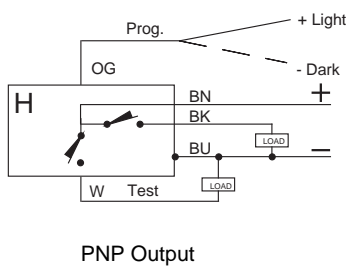 Prog.
+ Light
OG
- Dark
H
BN
+
BK
LOAD
BU
−
LOAD
W Test
PNP Output